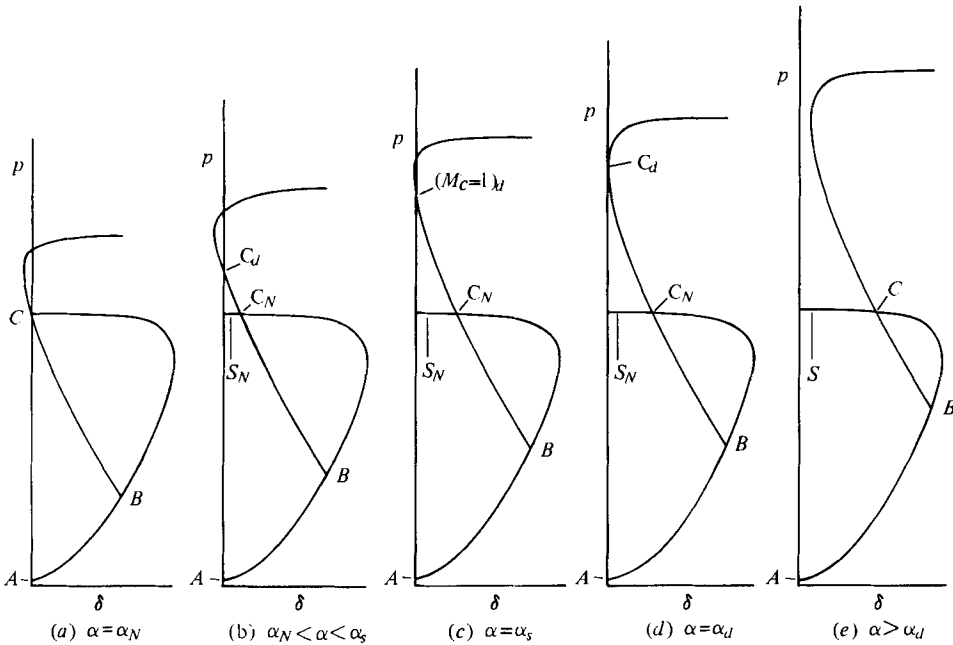 p
C
B
A
δ
(a) α=α_N
p
C_d
C_N
S_N
B
A
δ
(b) α_N<α<α_s
p
(M_C=1)_d
C_N
S_N
B
A
δ
(c) α=α_s
p
C_d
C_N
S_N
B
A
δ
(d) α=α_d
p
C
S
B
A
δ
(e) α>α_d